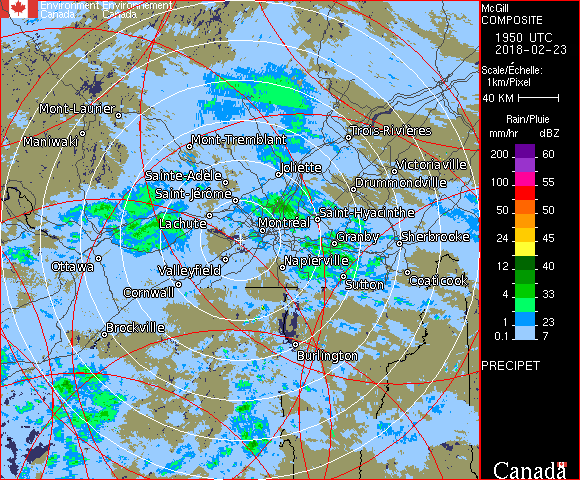 Environment Environnement
Canada Canada
McGill
COMPOSITE
1950 UTC
2018-02-23
Scale/Échelle:
1km/Pixel
40 KM
Rain/Pluie
mm/hr dBZ
200 60
100 55
50 50
24 45
12 40
4 33
1 23
0.1 7
PRECIPET
Canada
Mont-Laurier
Maniwaki
Mont-Tremblant
Trois-Rivières
Victoriaville
Joliette
Sainte-Adèle
Drummondville
Saint-Jérôme
Saint-Hyacinthe
Lachute
Montréal
Granby
Sherbrooke
Ottawa
Valleyfield
Napierville
Coaticook
Sutton
Cornwall
Brockville
Burlington